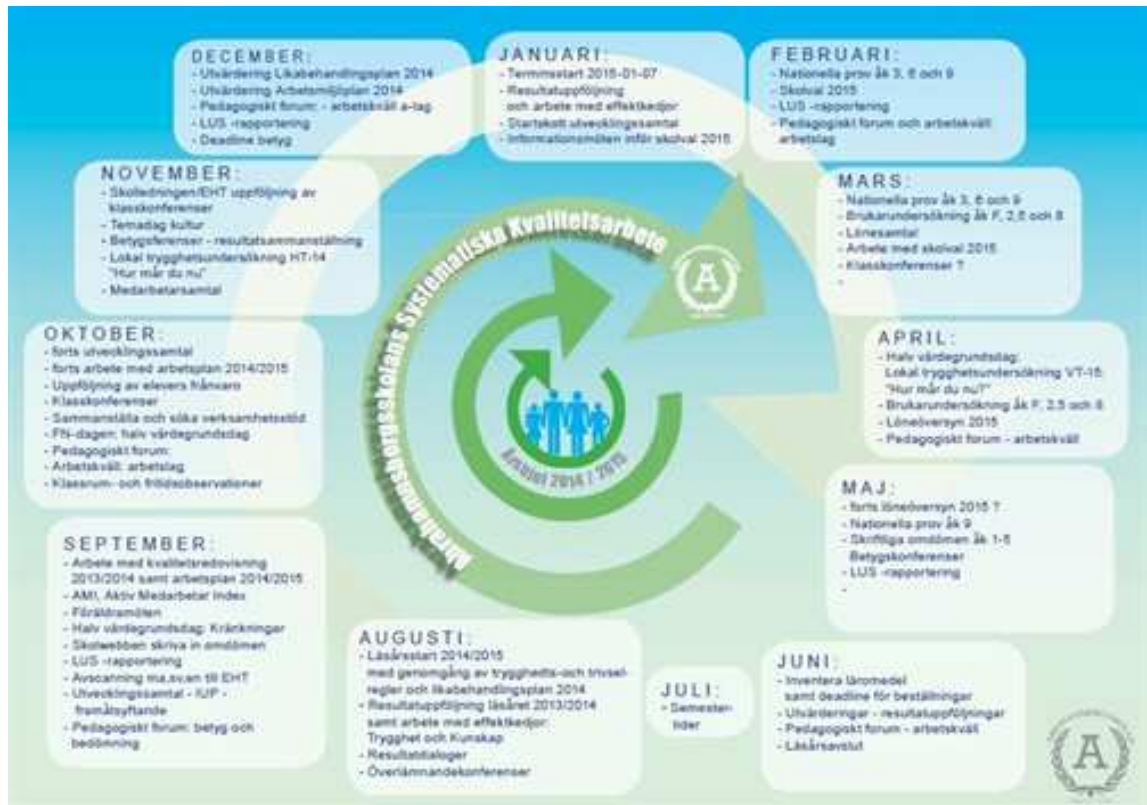 DECEMBER:
- Utvärdering Likabehandlingsplan 2014
- Utvärdering Arbetsmiljöplan 2014
- Pedagogiskt forum: - arbetskväll a-lag
- LUS -rapportering
- Deadline betyg
JANUARI:
- Terminsstart 2015-01-07
- Resultatuppföljning
och arbete med effektkedjor
- Startskott utvecklingssamtal
- Informationsmöten inför skolval 2015
FEBRUARI:
- Nationella prov åk 3, 6 och 9
- Skolval 2015
- LUS -rapportering
- Pedagogiskt forum och arbetskväll:
arbetslag
MARS:
- Nationella prov åk 3, 6 och 9
- Brukarundersökning åk F, 2,5 och 8
- Lönesamtal
- Arbete med skolval 2015
- Klasskonferenser ?
-
APRIL:
- Halv värdegrundsdag:
Lokal trygghetsundersökning VT-15:
"Hur mår du nu?"
- Brukarundersökning åk F, 2,5 och 8
- Löneöversyn 2015
- Pedagogiskt forum - arbetskväll
MAJ:
- forts löneöversyn 2015 ?
- Nationella prov åk 9
- Skriftliga omdömen åk 1-5
Betygskonferenser
- LUS -rapportering
-
JUNI:
- Inventera läromedel
samt deadline för beställningar
- Utvärderingar - resultatuppföljningar
- Pedagogiskt forum - arbetskväll
- Läsårsavslut
JULI:
- Semester-
tider
AUGUSTI:
- Läsårsstart 2014/2015
med genomgång av trygghets-och trivsel-
regler och likabehandlingsplan 2014
- Resultatuppföljning läsåret 2013/2014
samt arbete med effektkedjor:
Trygghet och Kunskap
- Resultatdialoger
- Överlämnandekonferenser
SEPTEMBER:
- Arbete med kvalitetsredovisning
2013/2014 samt arbetsplan 2014/2015
- AMI, Aktiv Medarbetar Index
- Föräldramöten
- Halv värdegrundsdag: Kränkningar
- Skolwebben skriva in omdömen
- LUS -rapportering
- Avscanning ma,sv,en till EHT
- Utvecklingssamtal - IUP -
framåtsyftande
- Pedagogiskt forum: betyg och
bedömning
OKTOBER:
- forts utvecklingssamtal
- forts arbete med arbetsplan 2014/2015
- Uppföljning av elevers frånvaro
- Klasskonferenser
- Sammanställa och söka verksamhetsstöd
- FN-dagen: halv värdegrundsdag
- Pedagogiskt forum:
- Arbetskväll: arbetslag
- Klassrum- och fritidsobservationer
NOVEMBER:
- Skolledningen/EHT uppföljning av
klasskonferenser
- Temadag kultur
- Betygsferenser - resultatsammanställning
- Lokal trygghetsundersökning HT-14
"Hur mår du nu"
- Medarbetarsamtal
Abrahamsbergsskolans Systematiska Kvalitetsarbete
Årshjul 2014 / 2015
A
A